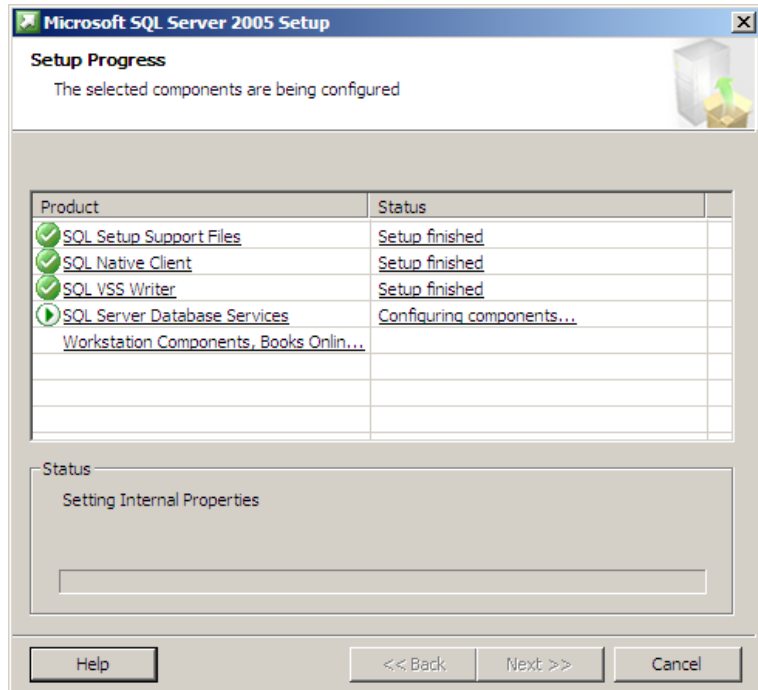 Microsoft SQL Server 2005 Setup
Setup Progress
The selected components are being configured
Product Status
SQL Setup Support Files Setup finished
SQL Native Client Setup finished
SQL VSS Writer Setup finished
SQL Server Database Services Configuring components...
Workstation Components, Books Onlin...
Status
Setting Internal Properties
Help << Back Next >> Cancel